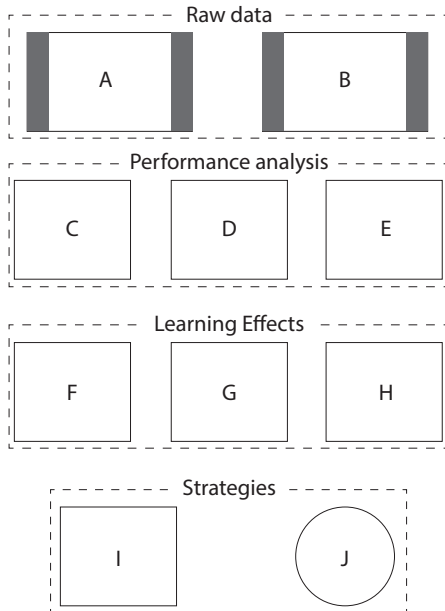 Raw data
A
B
Performance analysis
C
D
E
Learning Effects
F
G
H
Strategies
I
J